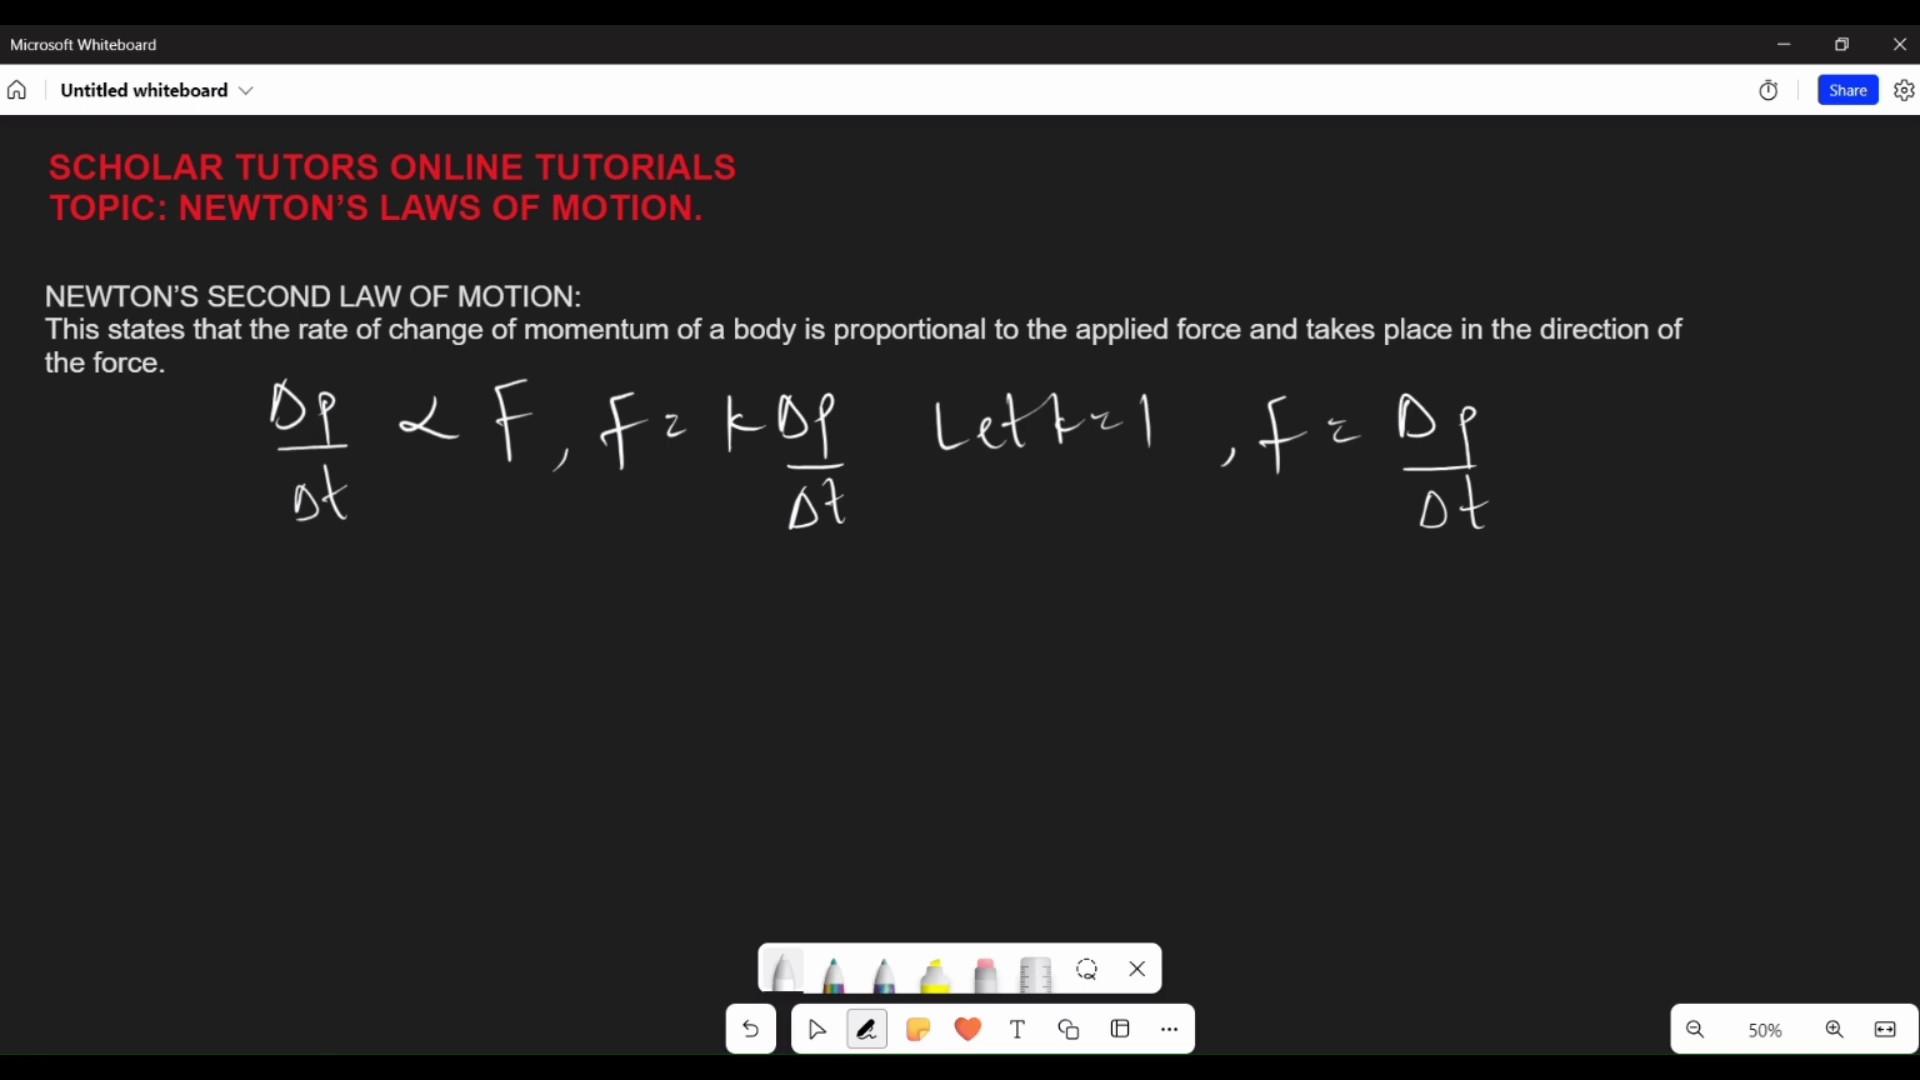 Microsoft Whiteboard
Untitled whiteboard
Share
SCHOLAR TUTORS ONLINE TUTORIALS
TOPIC: NEWTON’S LAWS OF MOTION.
NEWTON’S SECOND LAW OF MOTION:
This states that the rate of change of momentum of a body is proportional to the applied force and takes place in the direction of
the force.
Δp/Δt ∝ F, F = kΔp/Δt Let k=1 , F = Δp/Δt
50%